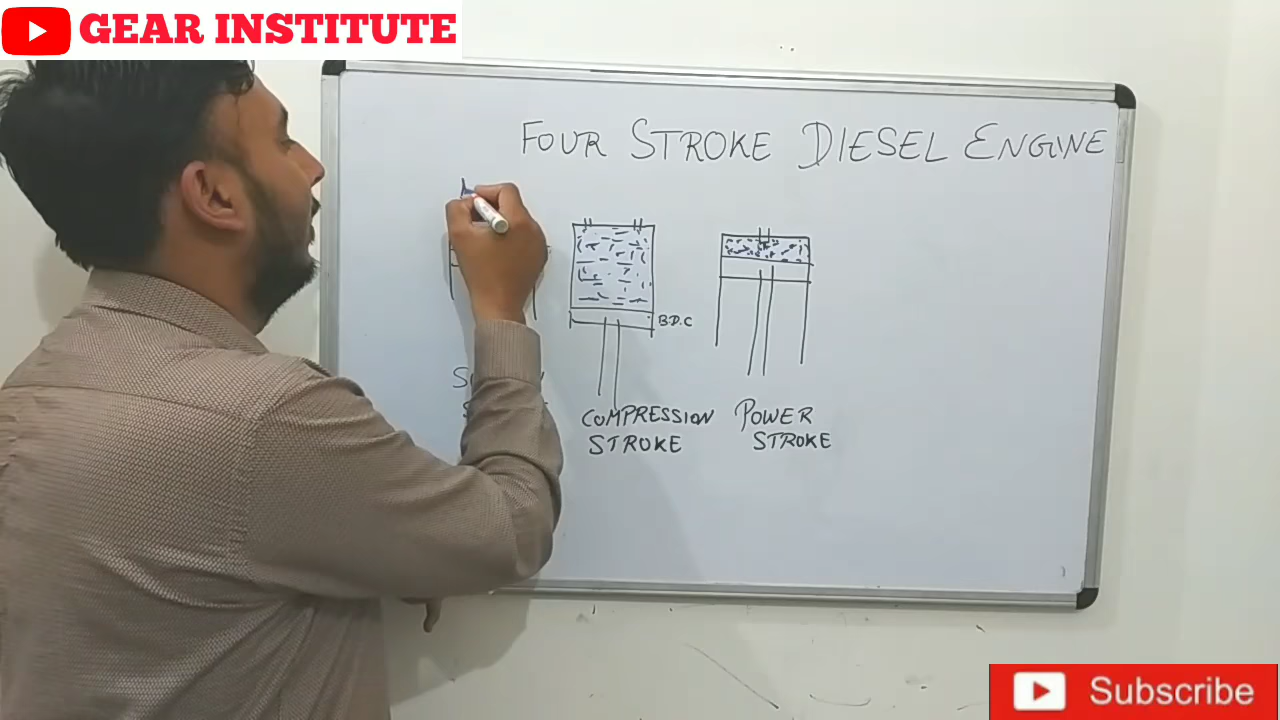 GEAR INSTITUTE
FOUR STROKE DIESEL ENGINE
B.D.C
COMPRESSION
STROKE
POWER
STROKE
Subscribe